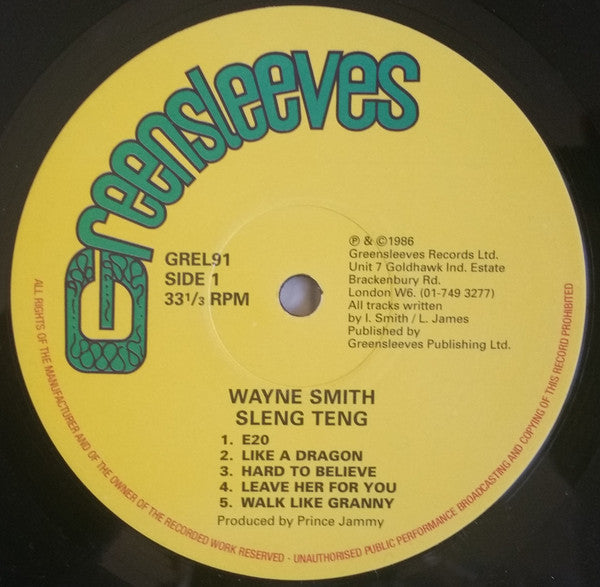 Greensleeves
GREL91
SIDE 1
33 1/3 RPM
℗ & ©1986
Greensleeves Records Ltd.
Unit 7 Goldhawk Ind. Estate
Brackenbury Rd.
London W6. (01-749 3277)
All tracks written
by I. Smith / L. James
Published by
Greensleeves Publishing Ltd.
WAYNE SMITH
SLENG TENG
1. E20
2. LIKE A DRAGON
3. HARD TO BELIEVE
4. LEAVE HER FOR YOU
5. WALK LIKE GRANNY
Produced by Prince Jammy
ALL RIGHTS OF THE MANUFACTURER AND OF THE OWNER OF THE RECORDED WORK RESERVED - UNAUTHORISED PUBLIC PERFORMANCE BROADCASTING AND COPYING OF THIS RECORD PROHIBITED